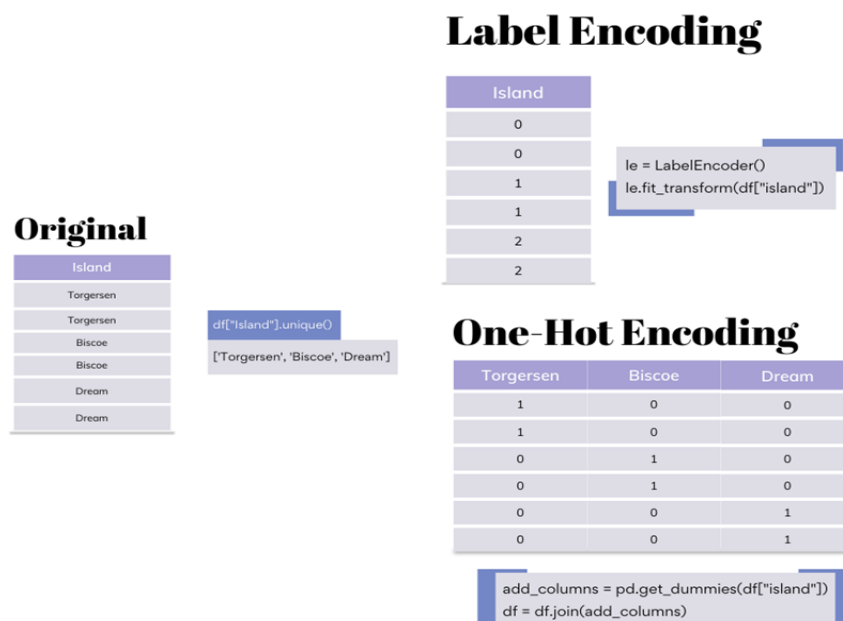 Original
Island
Torgersen
Torgersen
Biscoe
Biscoe
Dream
Dream
df["Island"].unique()
['Torgersen', 'Biscoe', 'Dream']
Label Encoding
Island
0
0
1
1
2
2
le = LabelEncoder()
le.fit_transform(df["island"])
One-Hot Encoding
Torgersen Biscoe Dream
1 0 0
1 0 0
0 1 0
0 1 0
0 0 1
0 0 1
add_columns = pd.get_dummies(df["island"])
df = df.join(add_columns)